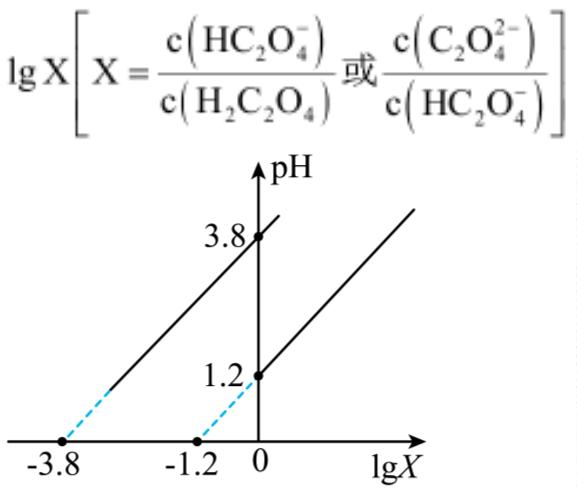 lg X [ X = c(HC₂O₄⁻) / c(H₂C₂O₄) 或 c(C₂O₄²⁻) / c(HC₂O₄⁻) ]
pH
3.8
1.2
-3.8 -1.2 0 lgX